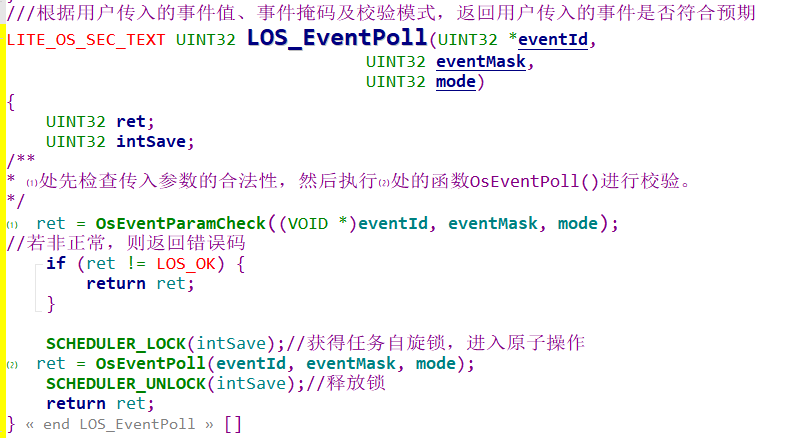 ///根据用户传入的事件值、事件掩码及校验模式，返回用户传入的事件是否符合预期
LITE_OS_SEC_TEXT UINT32 LOS_EventPoll(UINT32 *eventId,
UINT32 eventMask,
UINT32 mode)
{
UINT32 ret;
UINT32 intSave;
/**
* ⑴处先检查传入参数的合法性，然后执行⑵处的函数OsEventPoll()进行校验。
*/
⑴ ret = OsEventParamCheck((VOID *)eventId, eventMask, mode);
//若非正常，则返回错误码
if (ret != LOS_OK) {
return ret;
}
SCHEDULER_LOCK(intSave);//获得任务自旋锁，进入原子操作
⑵ ret = OsEventPoll(eventId, eventMask, mode);
SCHEDULER_UNLOCK(intSave);//释放锁
return ret;
} « end LOS_EventPoll » []